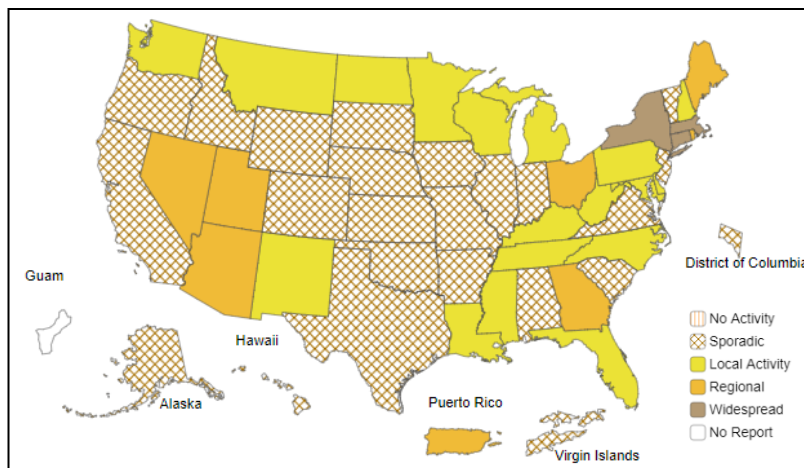 District of Columbia
Guam
Hawaii
Alaska
Puerto Rico
Virgin Islands
No Activity
Sporadic
Local Activity
Regional
Widespread
No Report